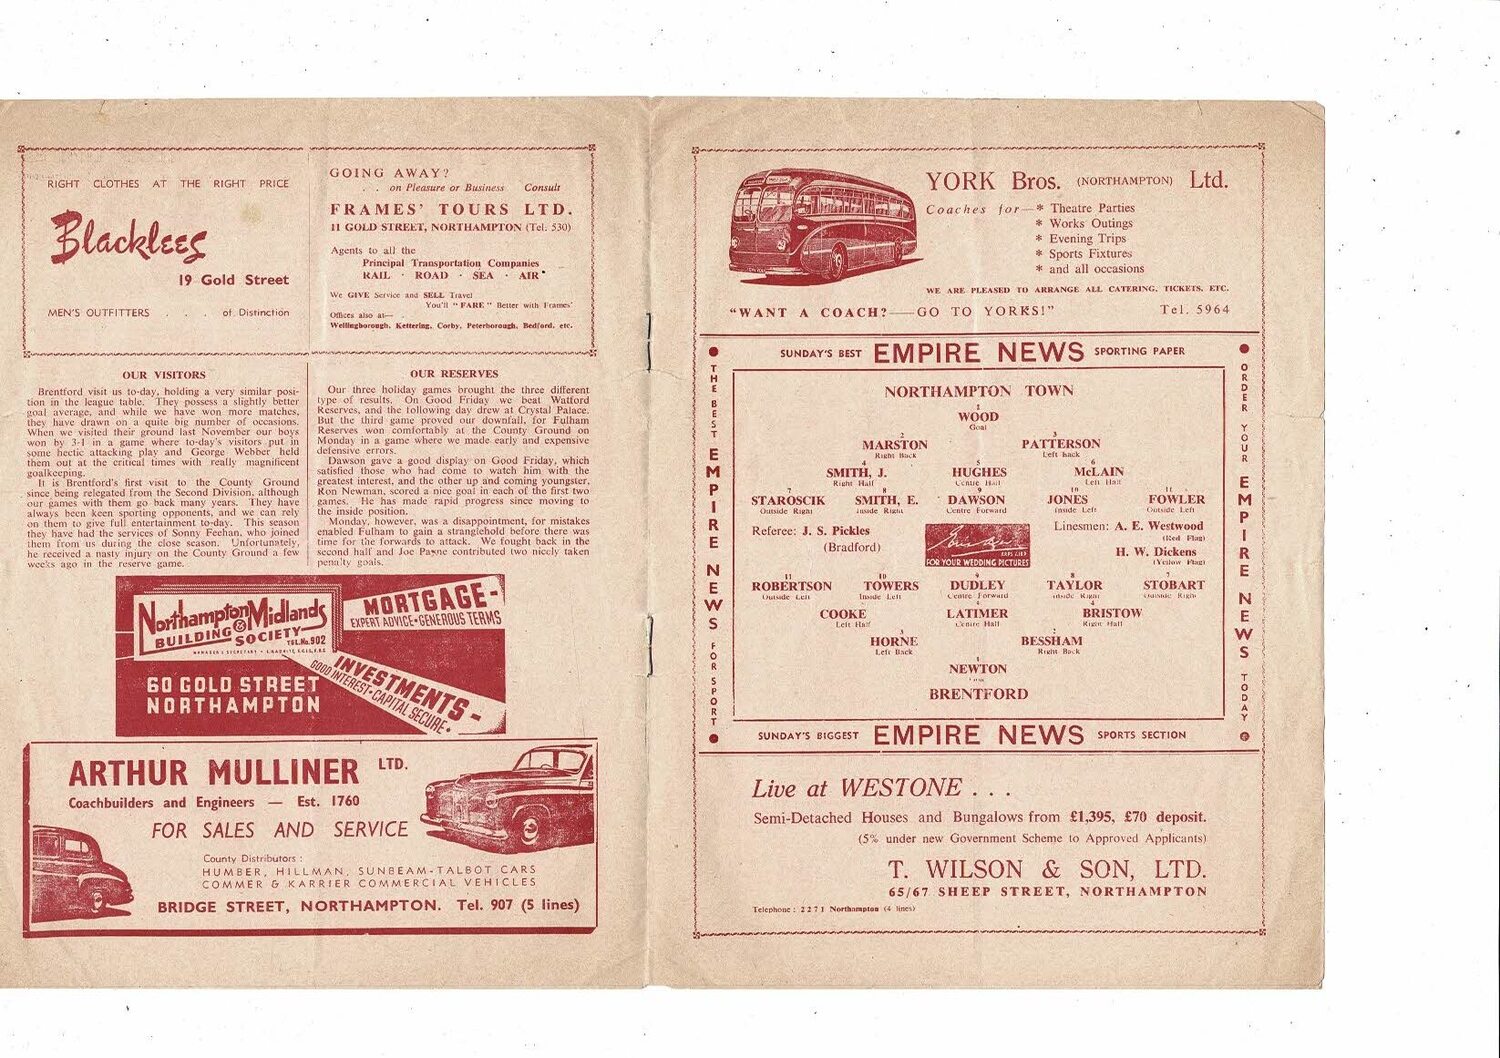 RIGHT CLOTHES AT THE RIGHT PRICE
Blacklees
19 Gold Street
MEN'S OUTFITTERS . . . of Distinction
GOING AWAY?
. . on Pleasure or Business Consult
FRAMES' TOURS LTD.
11 GOLD STREET, NORTHAMPTON (Tel. 530)
Agents to all the
Principal Transportation Companies
RAIL · ROAD · SEA · AIR
We GIVE Service and SELL Travel
You'll "FARE" Better with Frames'
Offices also at— .
Wellingborough, Kettering, Corby, Peterborough, Bedford, etc.
OUR VISITORS
Brentford visit us to-day, holding a very similar posi-
tion in the league table. They possess a slightly better
goal average, and while we have won more matches,
they have drawn on a quite big number of occasions.
When we visited their ground last November our boys
won by 3-1 in a game where to-day's visitors put in
some hectic attacking play and George Webber held
them out at the critical times with really magnificent
goalkeeping.
It is Brentford's first visit to the County Ground
since being relegated from the Second Division, although
our games with them go back many years. They have
always been keen sporting opponents, and we can rely
on them to give full entertainment to-day. This season
they have had the services of Sonny Feehan, who joined
them from us during the close season. Unfortunately,
he received a nasty injury on the County Ground a few
weeks ago in the reserve game.
OUR RESERVES
Our three holiday games brought the three different
type of results. On Good Friday we beat Watford
Reserves, and the following day drew at Crystal Palace.
But the third game proved our downfall, for Fulham
Reserves won comfortably at the County Ground on
Monday in a game where we made early and expensive
defensive errors.
Dawson gave a good display on Good Friday, which
satisfied those who had come to watch him with the
greatest interest, and the other up and coming youngster,
Ron Newman, scored a nice goal in each of the first two
games. He has made rapid progress since moving to
the inside position.
Monday, however, was a disappointment, for mistakes
enabled Fulham to gain a stranglehold before there was
time for the forwards to attack. We fought back in the
second half and Joe Payne contributed two nicely taken
penalty goals.
Northampton & Midlands
BUILDING SOCIETY
TEL. No. 902
MORTGAGE-
EXPERT ADVICE·GENEROUS TERMS
INVESTMENTS-
GOOD INTEREST·CAPITAL SECURE·
60 GOLD STREET
NORTHAMPTON
ARTHUR MULLINER LTD.
Coachbuilders and Engineers — Est. 1760
FOR SALES AND SERVICE
County Distributors :
HUMBER, HILLMAN, SUNBEAM-TALBOT CARS
COMMER & KARRIER COMMERCIAL VEHICLES
BRIDGE STREET, NORTHAMPTON. Tel. 907 (5 lines)
YORK Bros. (NORTHAMPTON) Ltd.
Coaches for—* Theatre Parties
* Works Outings
* Evening Trips
* Sports Fixtures
* and all occasions
WE ARE PLEASED TO ARRANGE ALL CATERING, TICKETS, ETC.
"WANT A COACH?—GO TO YORKS!" Tel. 5964
SUNDAY'S BEST EMPIRE NEWS SPORTING PAPER
THE BEST EMPIRE NEWS FOR SPORT
NORTHAMPTON TOWN
1
WOOD
Goal
2 3
MARSTON PATTERSON
Right Back Left back
4 5 6
SMITH, J. HUGHES McLAIN
Right Half Centre Half Left Half
7 8 9 10 11
STAROSCIK SMITH, E. DAWSON JONES FOWLER
Outside Right Inside Right Centre Forward Inside Left Outside Left
Referee: J. S. Pickles
(Bradford)
FOR YOUR WEDDING PICTURES
Linesmen: A. E. Westwood
(Red Flag)
H. W. Dickens
(Yellow Flag)
11 10 9 8 7
ROBERTSON TOWERS DUDLEY TAYLOR STOBART
Outside Left Inside Left Centre Forward Inside Right Outside Right
COOKE LATIMER BRISTOW
Left Half Centre Half Right Half
3 2
HORNE BESSHAM
Left Back Right Back
1
NEWTON
BRENTFORD
ORDER YOUR EMPIRE NEWS TODAY
SUNDAY'S BIGGEST EMPIRE NEWS SPORTS SECTION
Live at WESTONE . . .
Semi-Detached Houses and Bungalows from £1,395, £70 deposit.
(5% under new Government Scheme to Approved Applicants)
T. WILSON & SON, LTD.
65/67 SHEEP STREET, NORTHAMPTON
Telephone : 2271 Northampton (4 lines)